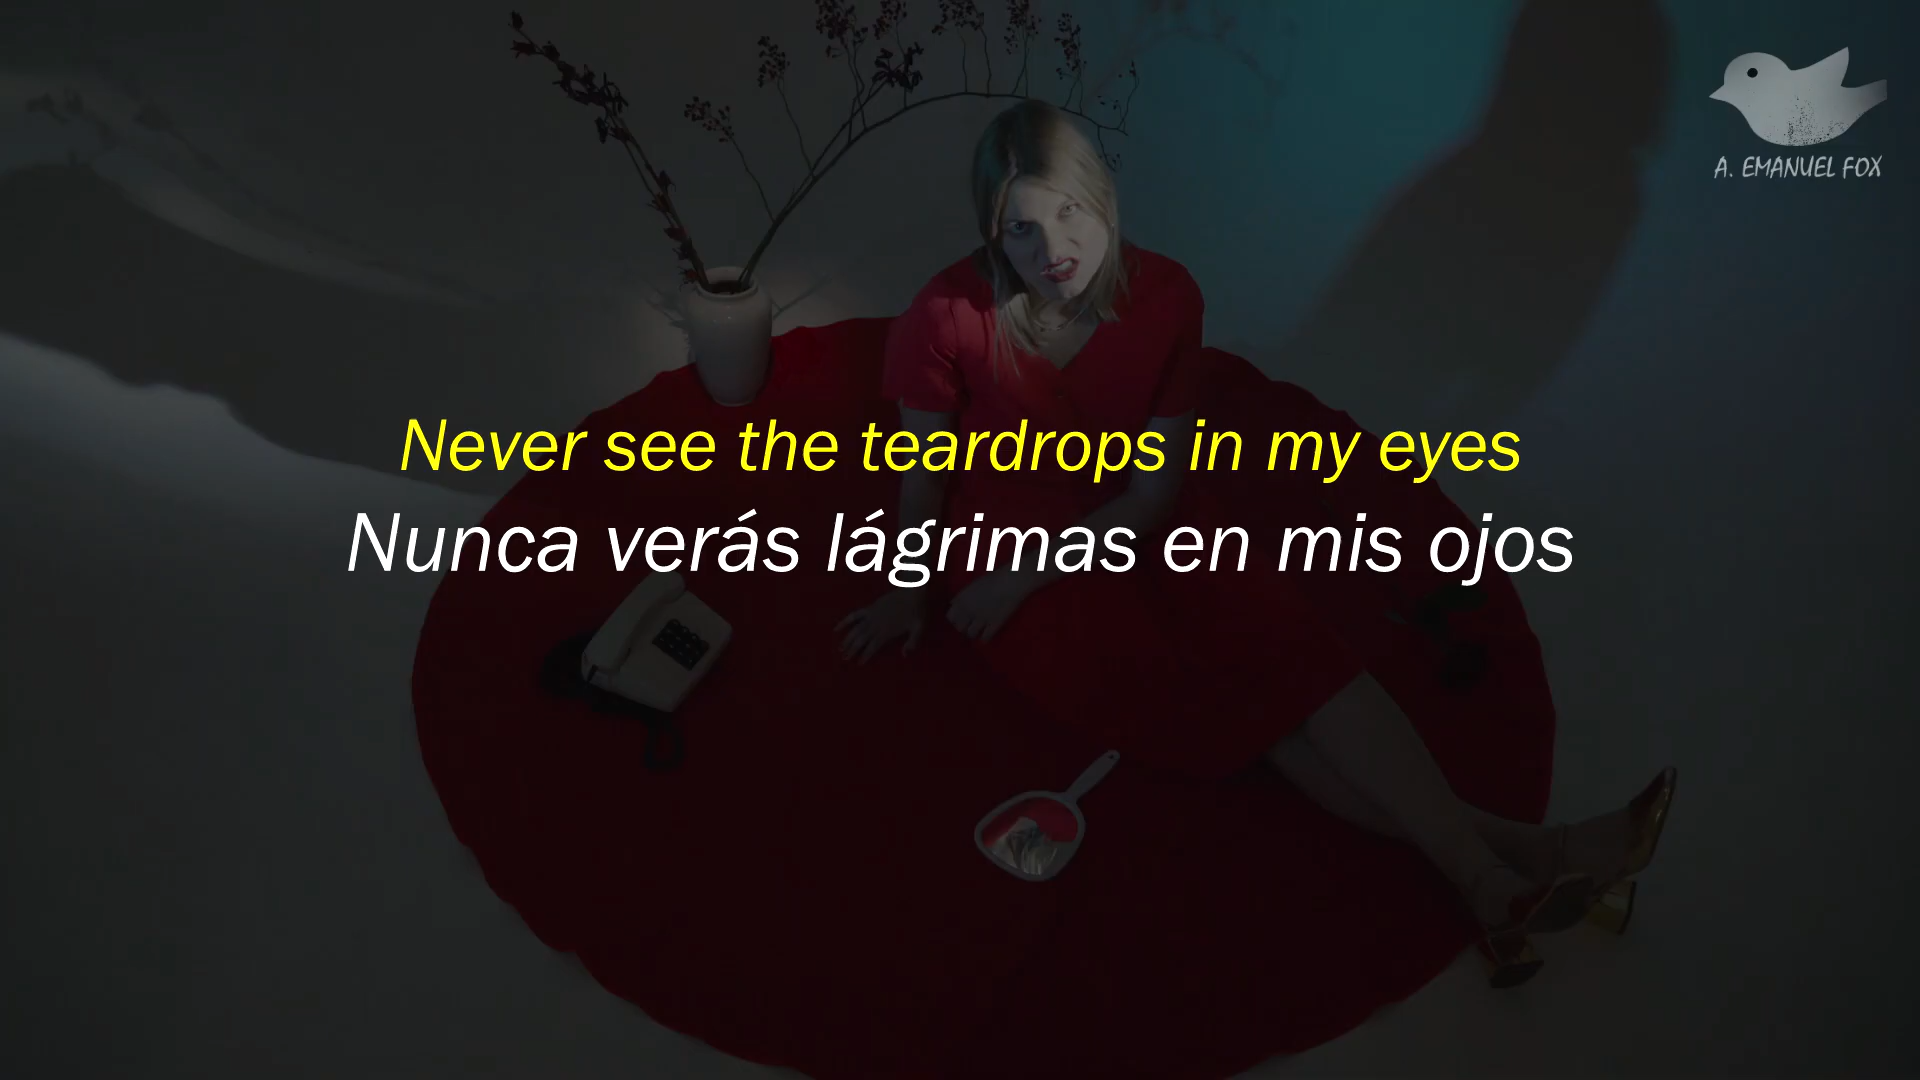 A. EMANUEL FOX
Never see the teardrops in my eyes
Nunca verás lágrimas en mis ojos